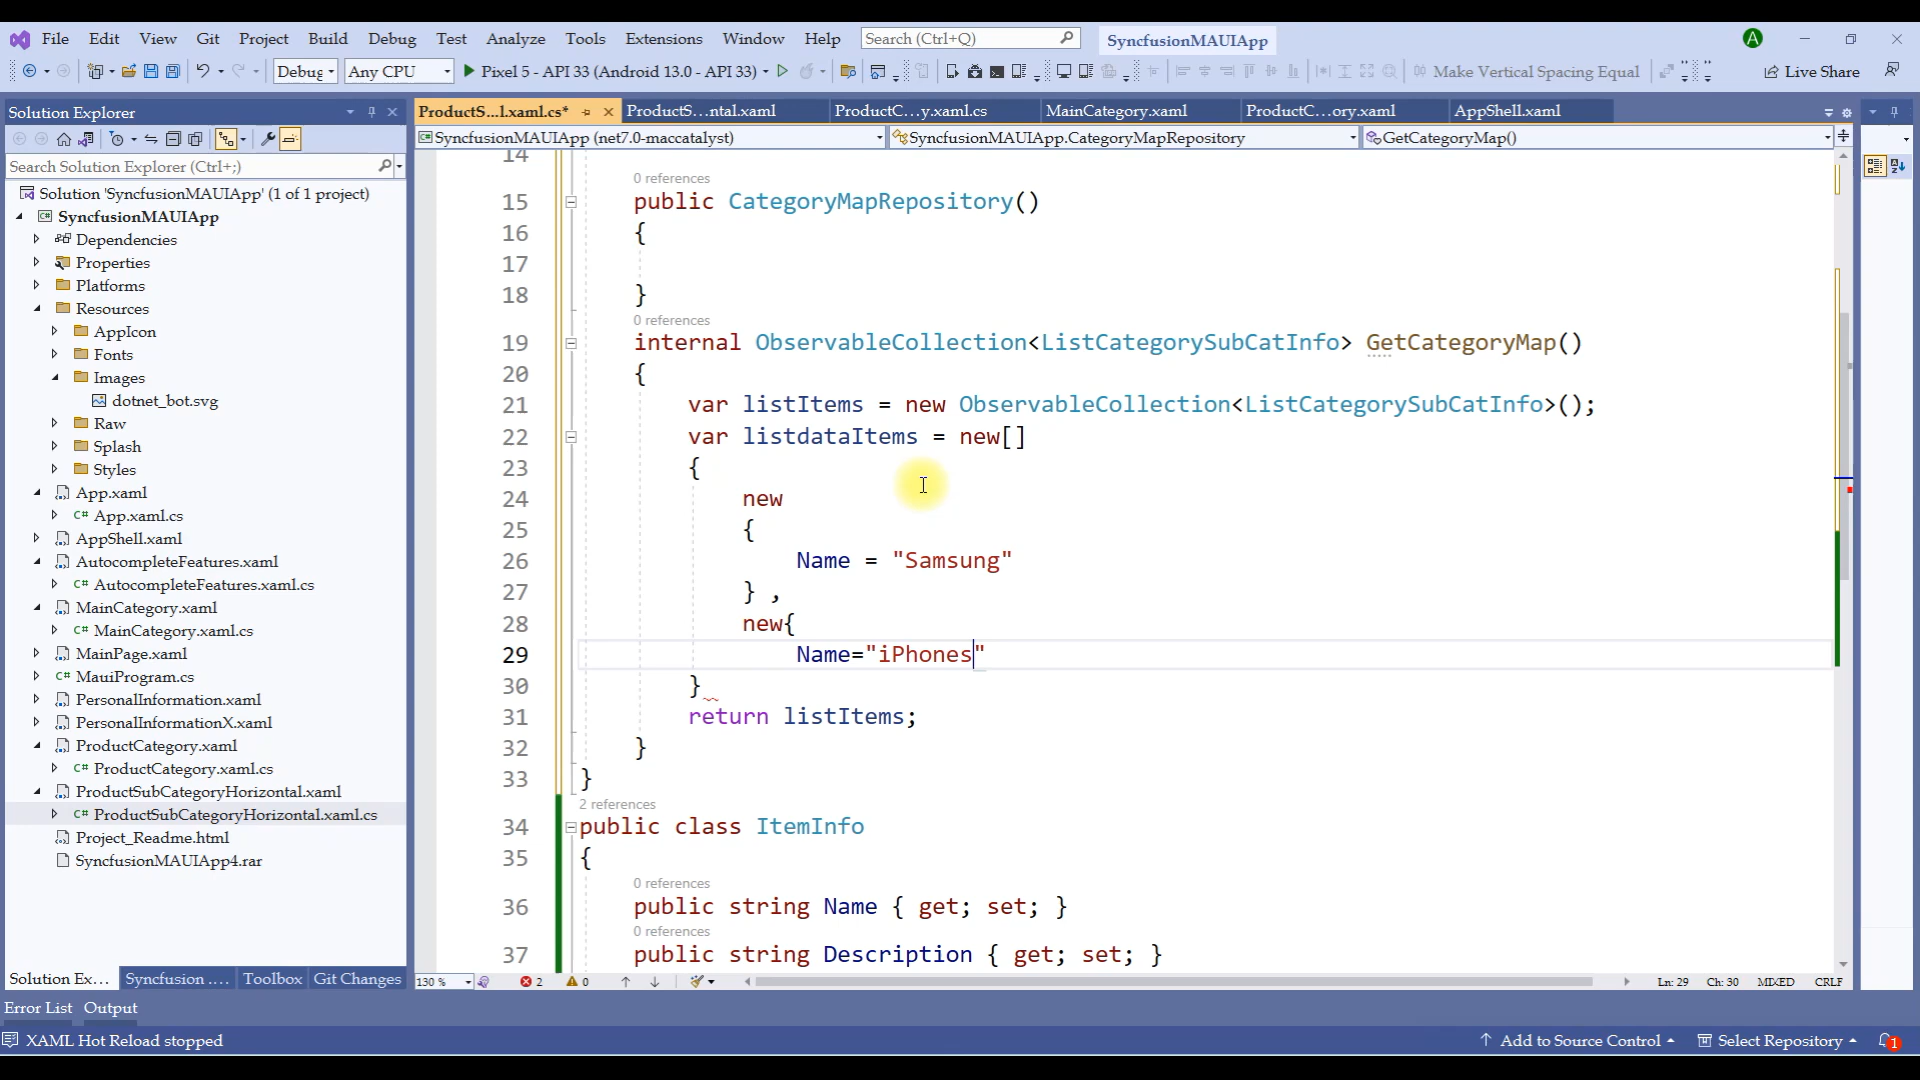 File Edit View Git Project Build Debug Test Analyze Tools Extensions Window Help Search (Ctrl+Q) SyncfusionMAUIApp A
Debug Any CPU Pixel 5 - API 33 (Android 13.0 - API 33) Make Vertical Spacing Equal Live Share
Solution Explorer
Search Solution Explorer (Ctrl+;)
Solution 'SyncfusionMAUIApp' (1 of 1 project)
SyncfusionMAUIApp
Dependencies
Properties
Platforms
Resources
AppIcon
Fonts
Images
dotnet_bot.svg
Raw
Splash
Styles
App.xaml
App.xaml.cs
AppShell.xaml
AutocompleteFeatures.xaml
AutocompleteFeatures.xaml.cs
MainCategory.xaml
MainCategory.xaml.cs
MainPage.xaml
MauiProgram.cs
PersonalInformation.xaml
PersonalInformationX.xaml
ProductCategory.xaml
ProductCategory.xaml.cs
ProductSubCategoryHorizontal.xaml
ProductSubCategoryHorizontal.xaml.cs
Project_Readme.html
SyncfusionMAUIApp4.rar
Solution Ex... Syncfusion .... Toolbox Git Changes
ProductS...l.xaml.cs* ProductS...ntal.xaml ProductC...y.xaml.cs MainCategory.xaml ProductC...ory.xaml AppShell.xaml
SyncfusionMAUIApp (net7.0-maccatalyst) SyncfusionMAUIApp.CategoryMapRepository GetCategoryMap()
14
0 references
15 public CategoryMapRepository()
16 {
17
18 }
0 references
19 internal ObservableCollection<ListCategorySubCatInfo> GetCategoryMap()
20 {
21 var listItems = new ObservableCollection<ListCategorySubCatInfo>();
22 var listdataItems = new[]
23 {
24 new
25 {
26 Name = "Samsung"
27 } ,
28 new{
29 Name="iPhones"
30 }
31 return listItems;
32 }
33 }
2 references
34 public class ItemInfo
35 {
0 references
36 public string Name { get; set; }
0 references
37 public string Description { get; set; }
130 % 2 0 Ln: 29 Ch: 30 MIXED CRLF
Error List Output
XAML Hot Reload stopped Add to Source Control Select Repository 1